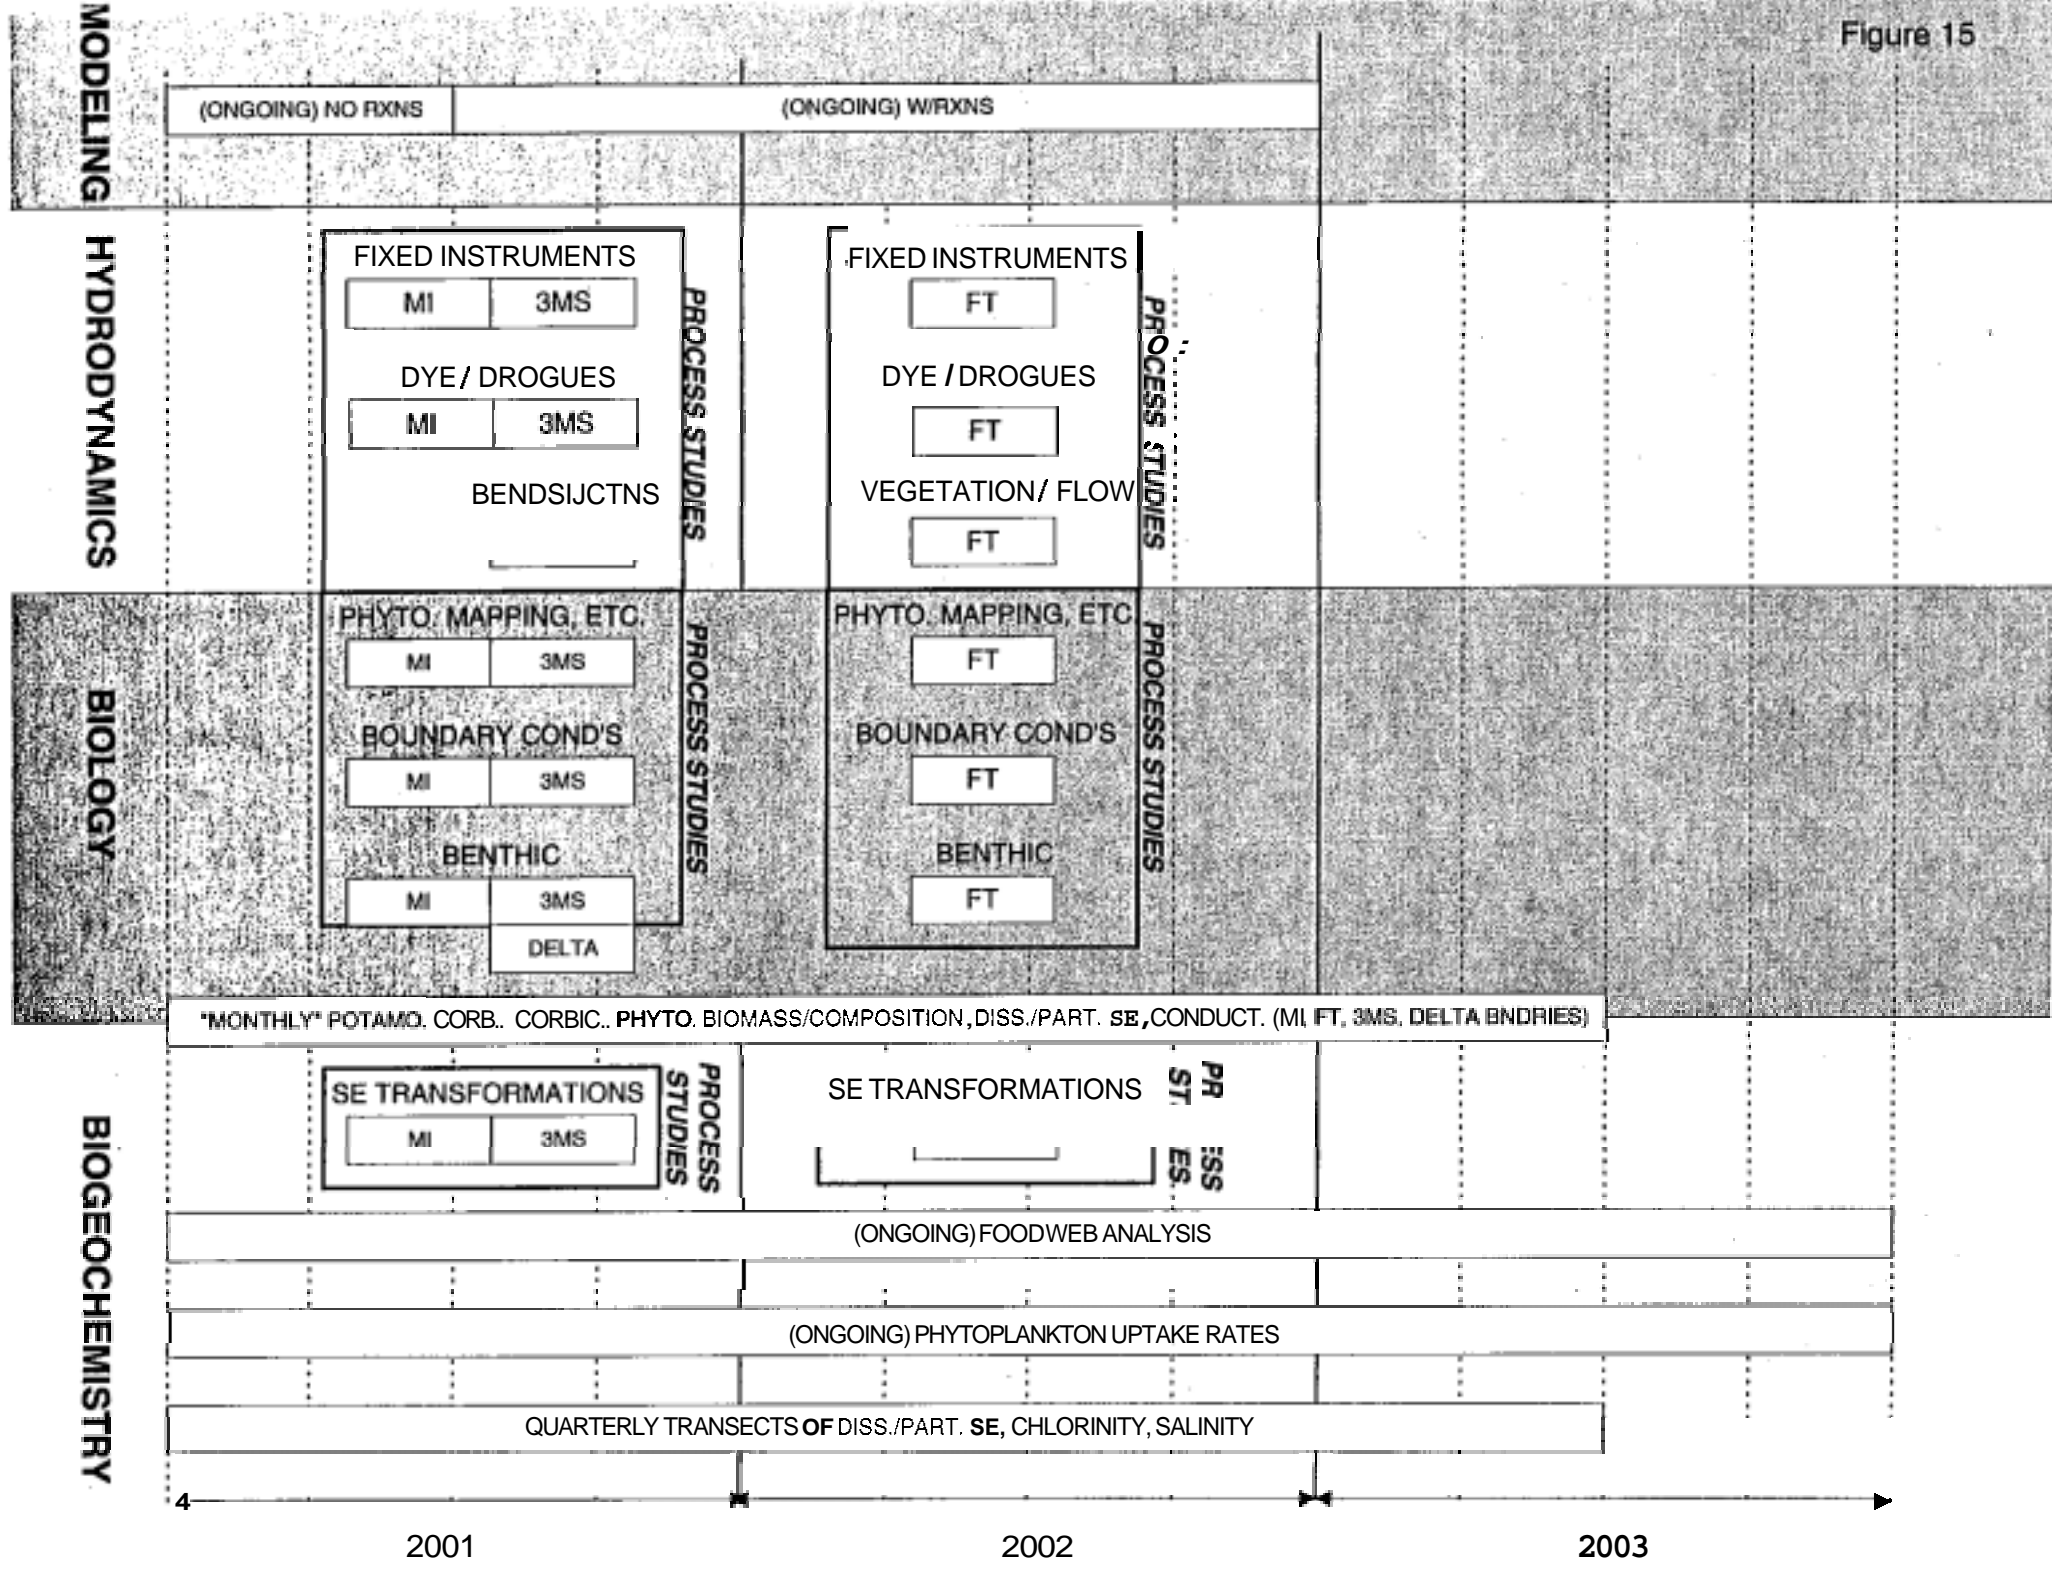 Figure 15
MODELING
(ONGOING) NO RXNS
(ONGOING) W/RXNS
HYDRODYNAMICS
FIXED INSTRUMENTS
MI
3MS
DYE / DROGUES
MI
3MS
BENDSIJCTNS
PROCESS STUDIES
FIXED INSTRUMENTS
FT
DYE / DROGUES
FT
VEGETATION / FLOW
FT
PROCESS STUDIES
BIOLOGY
PHYTO. MAPPING, ETC.
MI
3MS
BOUNDARY COND'S
MI
3MS
BENTHIC
MI
3MS
DELTA
PROCESS STUDIES
PHYTO. MAPPING, ETC.
FT
BOUNDARY COND'S
FT
BENTHIC
FT
PROCESS STUDIES
"MONTHLY" POTAMO. CORB.. CORBIC.. PHYTO. BIOMASS/COMPOSITION, DISS./PART. SE, CONDUCT. (MI, FT, 3MS, DELTA BNDRIES)
BIOGEOCHEMISTRY
SE TRANSFORMATIONS
MI
3MS
PROCESS
STUDIES
SE TRANSFORMATIONS
PR ESS
ST ES
(ONGOING) FOODWEB ANALYSIS
(ONGOING) PHYTOPLANKTON UPTAKE RATES
QUARTERLY TRANSECTS OF DISS./PART. SE, CHLORINITY, SALINITY
4
2001
2002
2003